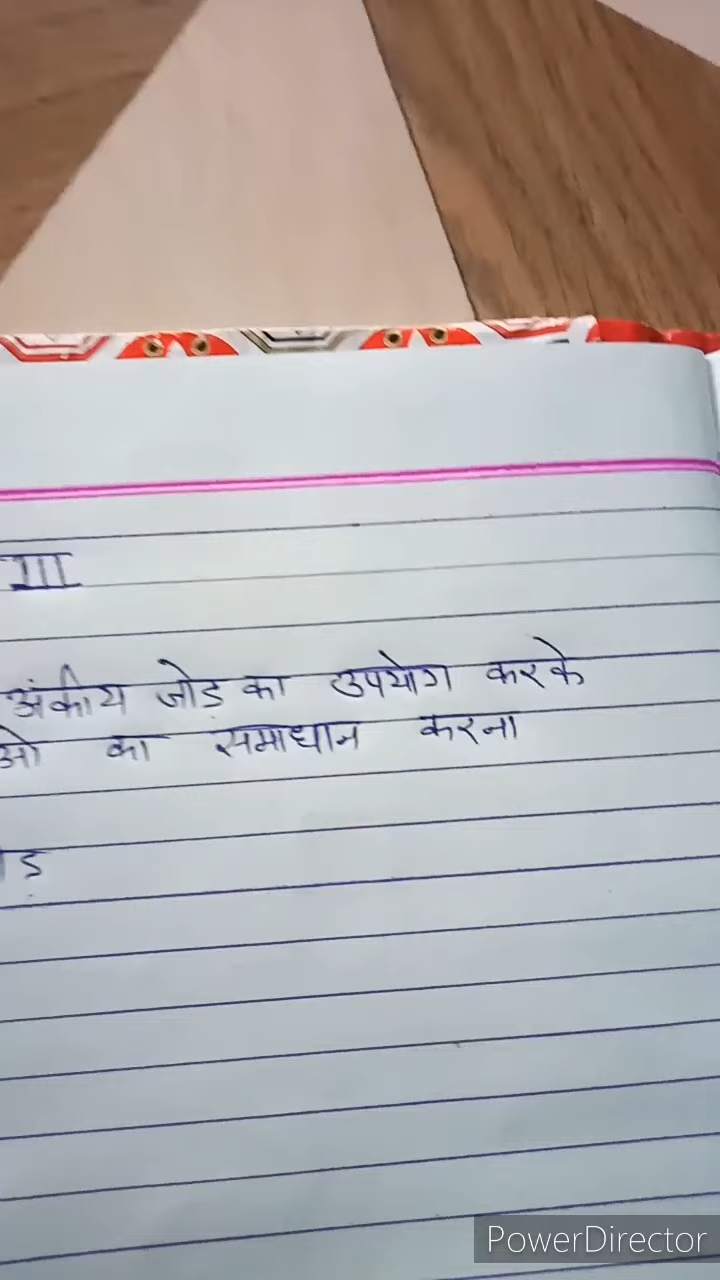 III
अंकीय जोड़ का उपयोग करके
ओ का समाधान करना
ड़
PowerDirector